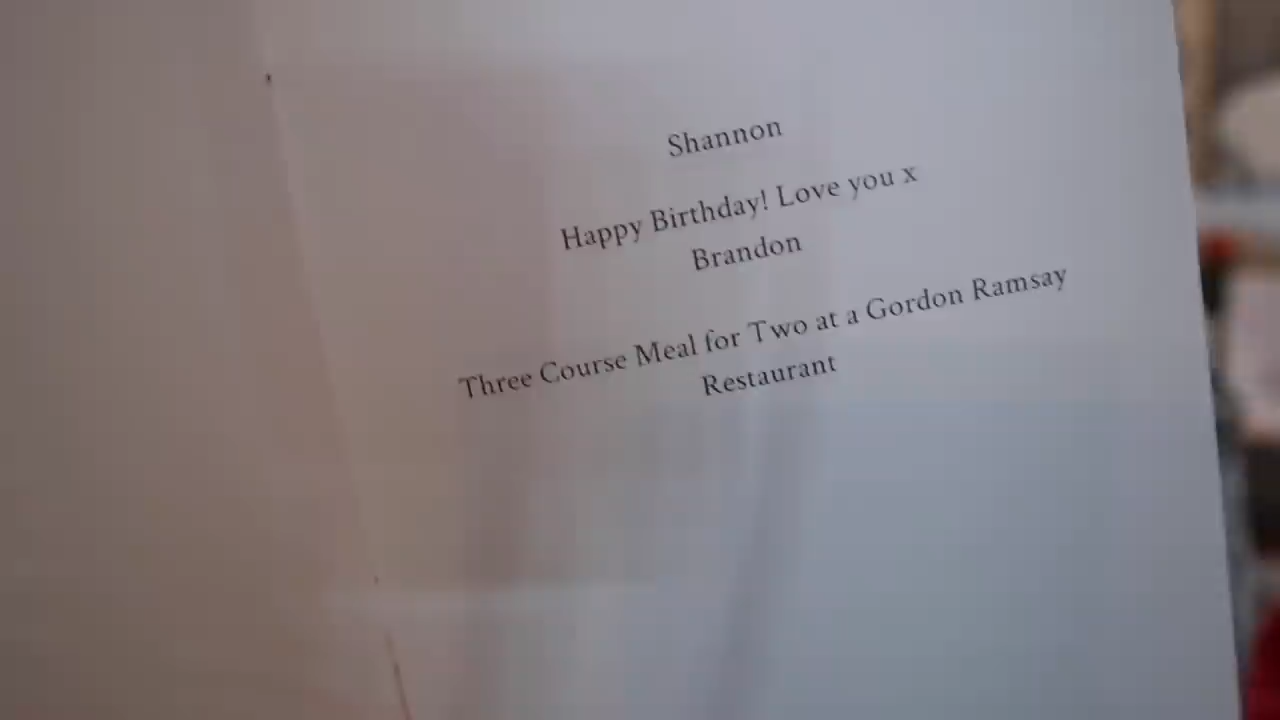 Shannon
Happy Birthday! Love you x
Brandon
Three Course Meal for Two at a Gordon Ramsay
Restaurant